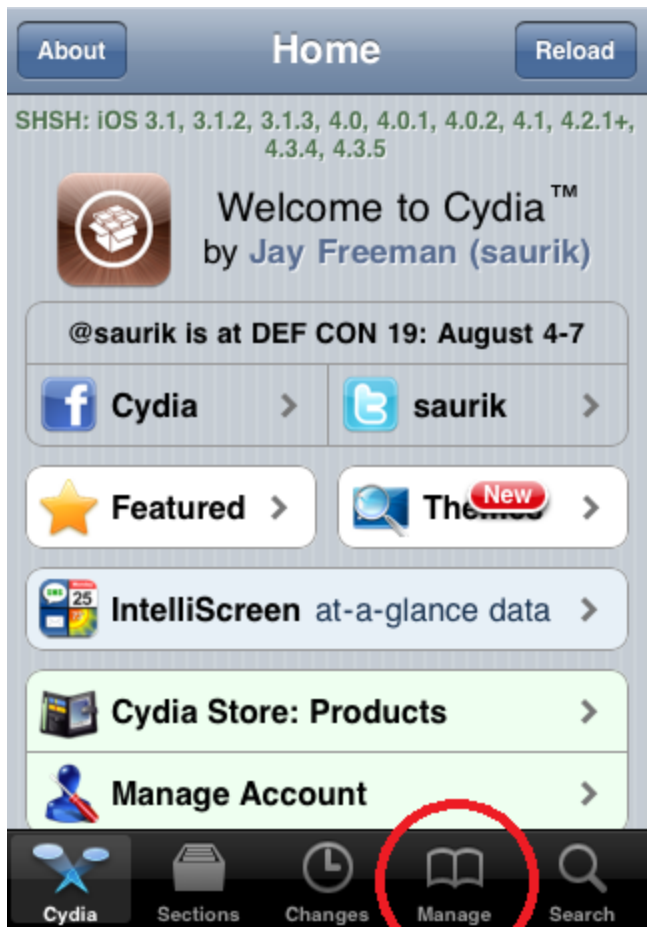 About
Home
Reload
SHSH: iOS 3.1, 3.1.2, 3.1.3, 4.0, 4.0.1, 4.0.2, 4.1, 4.2.1+,
4.3.4, 4.3.5
Welcome to Cydia™
by Jay Freeman (saurik)
@saurik is at DEF CON 19: August 4-7
Cydia
saurik
Featured
Themes
New
IntelliScreen at-a-glance data
Cydia Store: Products
Manage Account
Cydia
Sections
Changes
Manage
Search